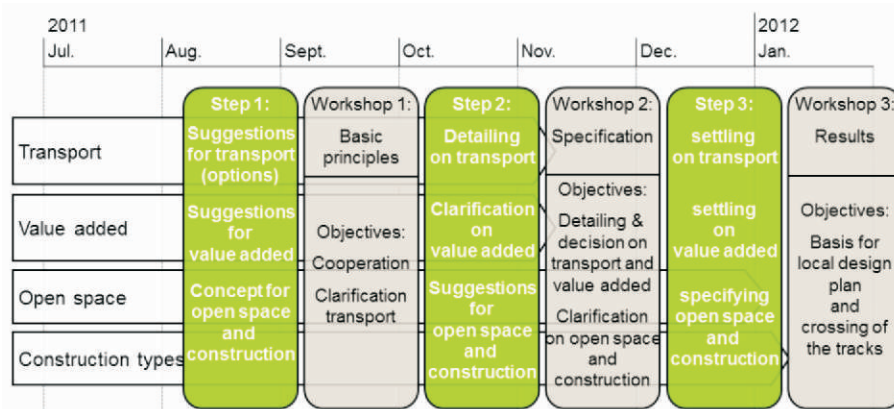 2011
2012
Jul.
Aug.
Sept.
Oct.
Nov.
Dec.
Jan.
Transport
Value added
Open space
Construction types
Step 1:
Suggestions
for transport
(options)
Suggestions
for
value added
Concept for
open space
and
construction
Workshop 1:
Basic
principles
Objectives:
Cooperation
Clarification
transport
Step 2:
Detailing
on transport
Clarification
on
value added
Suggestions
for
open space
and
construction
Workshop 2:
Specification
Objectives:
Detailing &
decision on
transport and
value added
Clarification
on open space
and
construction
Step 3:
settling
on transport
settling
on
value added
specifying
open space
and
construction
Workshop 3:
Results
Objectives:
Basis for
local design
plan
and
crossing of
the tracks